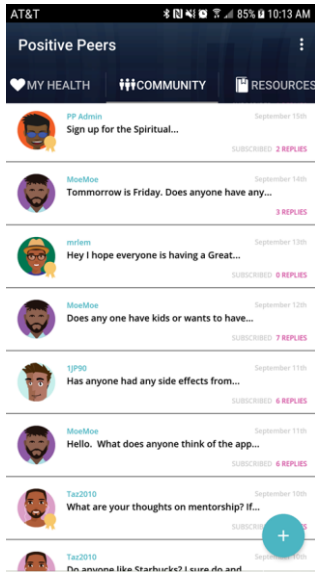 AT&T 85% 10:13 AM
Positive Peers
MY HEALTH COMMUNITY RESOURCES
PP Admin September 15th
Sign up for the Spiritual...
SUBSCRIBED 2 REPLIES
MoeMoe September 14th
Tommorrow is Friday. Does anyone have any...
3 REPLIES
mrlem September 13th
Hey I hope everyone is having a Great...
SUBSCRIBED 0 REPLIES
MoeMoe September 12th
Does any one have kids or wants to have...
SUBSCRIBED 7 REPLIES
1JP90 September 11th
Has anyone had any side effects from...
SUBSCRIBED 6 REPLIES
MoeMoe September 11th
Hello. What does anyone think of the app...
SUBSCRIBED 6 REPLIES
Taz2010 September 10th
What are your thoughts on mentorship? If...
+
Taz2010
Do anyone like Starbucks? I sure do and